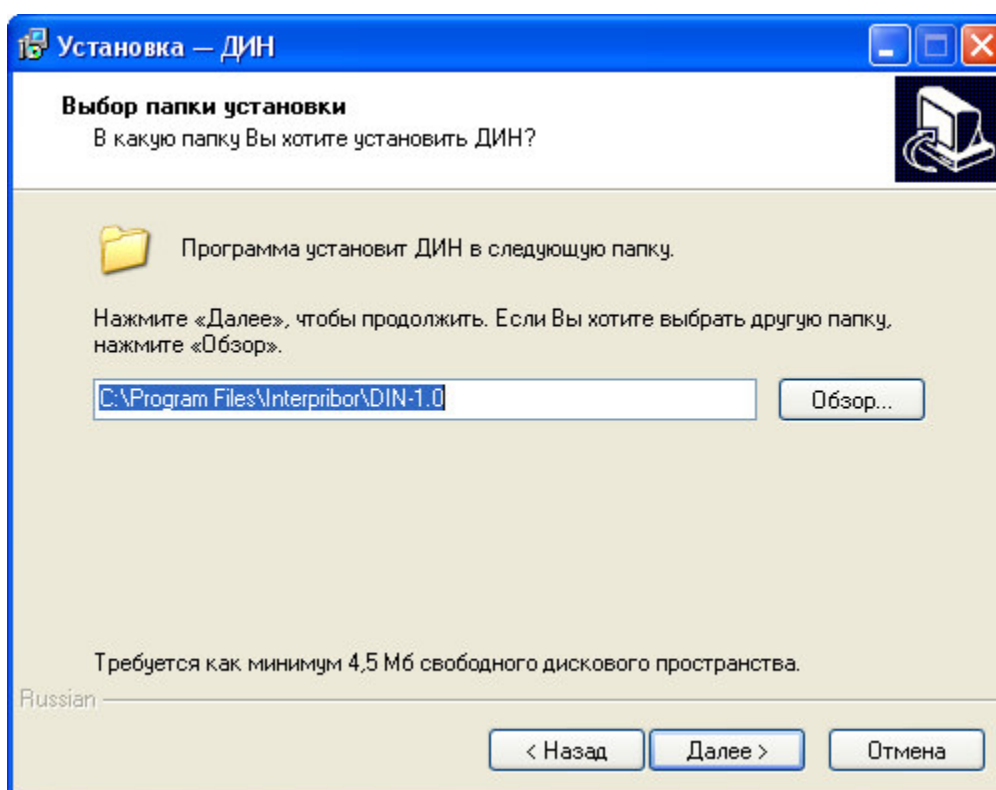 Установка — ДИН
Выбор папки установки
В какую папку Вы хотите установить ДИН?
Программа установит ДИН в следующую папку.
Нажмите «Далее», чтобы продолжить. Если Вы хотите выбрать другую папку,
нажмите «Обзор».
C:\Program Files\Interpribor\DIN-1.0
Обзор...
Требуется как минимум 4,5 Мб свободного дискового пространства.
Russian
< Назад
Далее >
Отмена